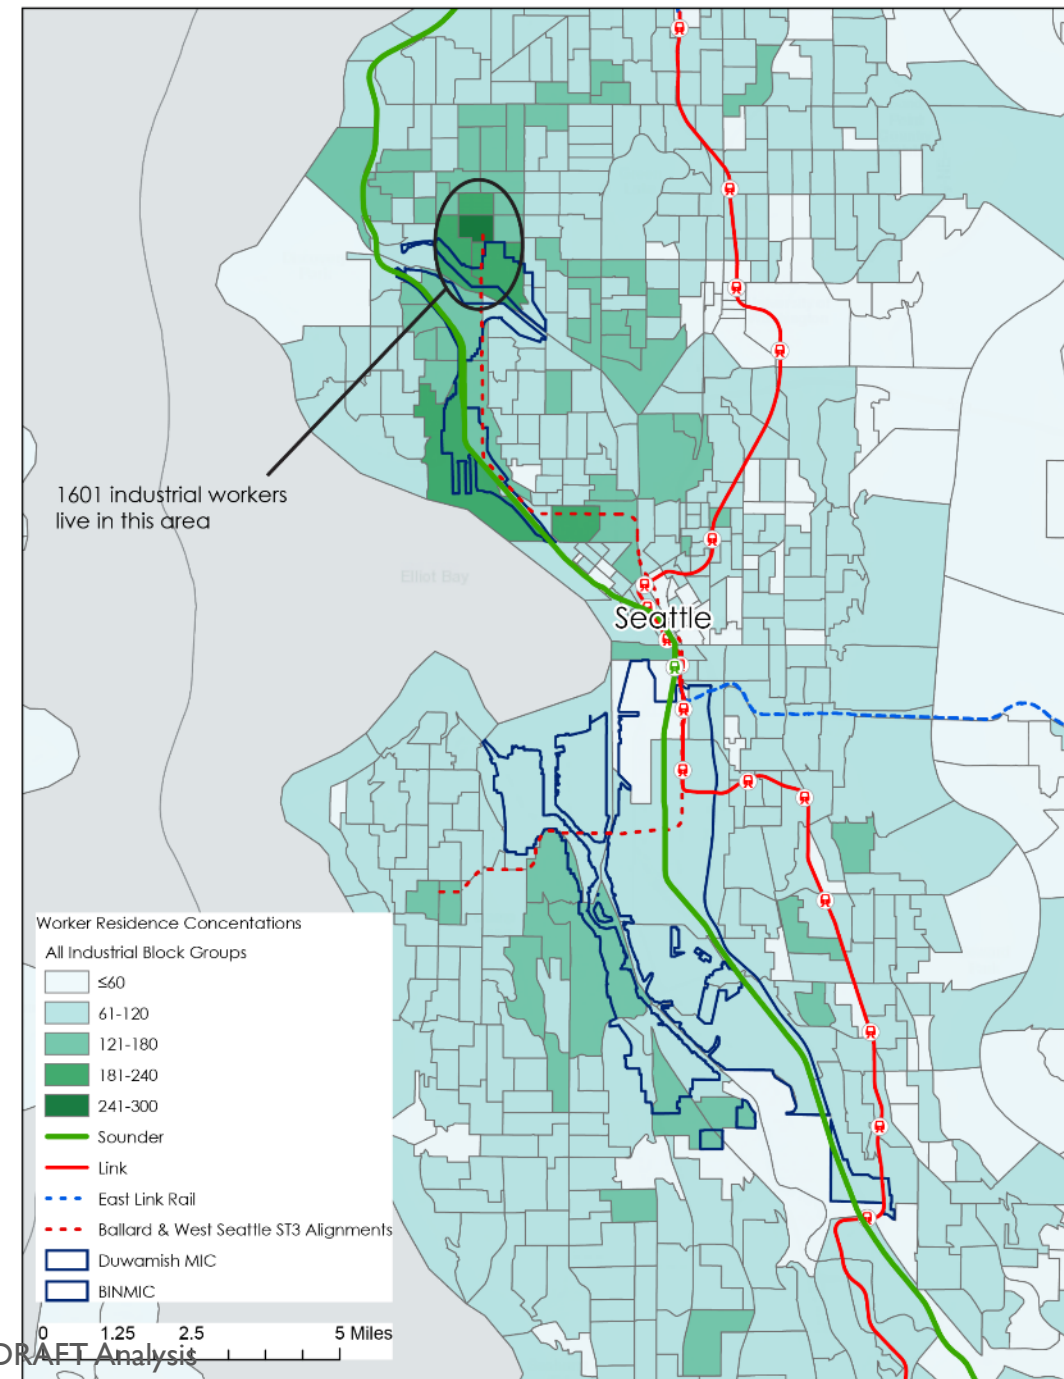 1601 industrial workers
live in this area
Elliot Bay
Seattle
Worker Residence Concentations
All Industrial Block Groups
≤60
61-120
121-180
181-240
241-300
Sounder
Link
East Link Rail
Ballard & West Seattle ST3 Alignments
Duwamish MIC
BINMIC
0 1.25 2.5 5 Miles
DRAFT Analysis